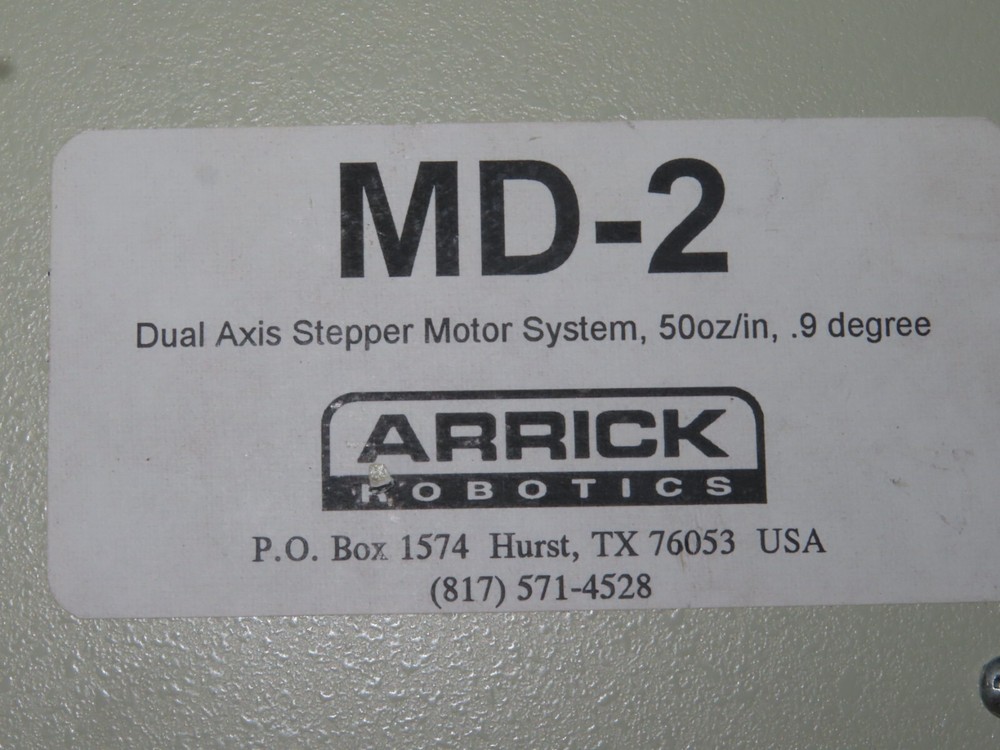 MD-2
Dual Axis Stepper Motor System, 50oz/in, .9 degree
ARRICK
ROBOTICS
P.O. Box 1574 Hurst, TX 76053 USA
(817) 571-4528